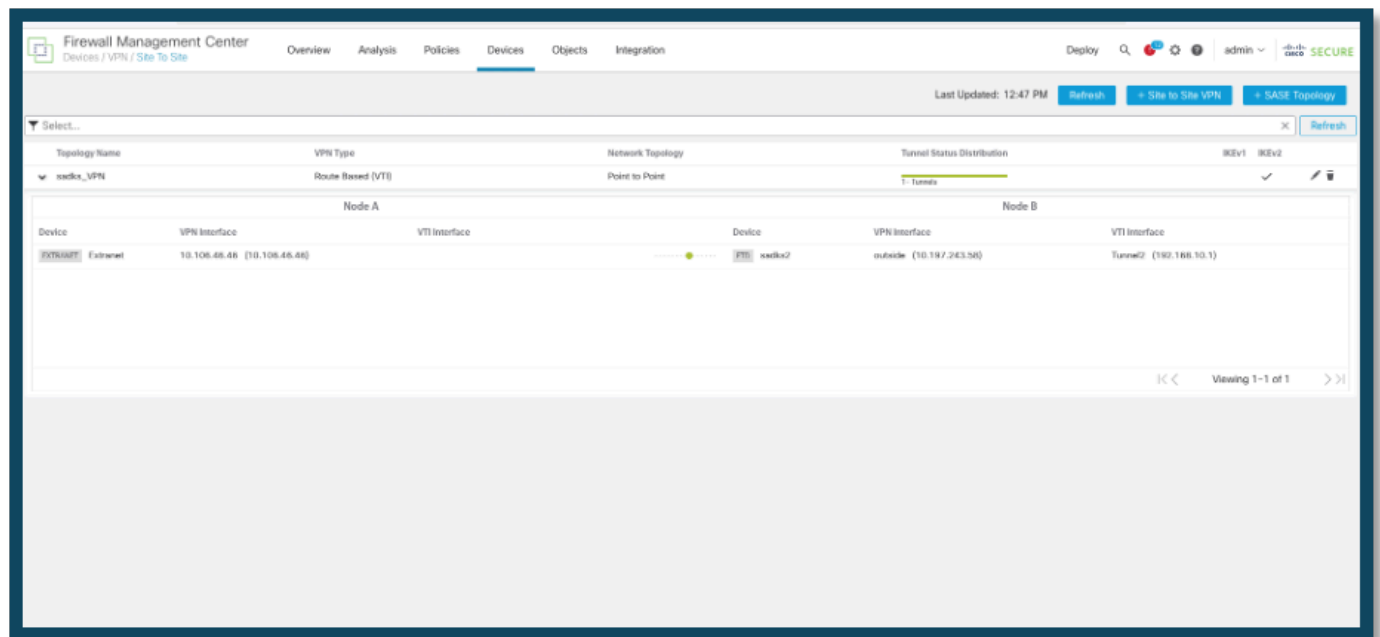 Firewall Management Center
Devices / VPN / Site To Site
Overview Analysis Policies Devices Objects Integration
Deploy admin cisco SECURE
Last Updated: 12:47 PM Refresh + Site to Site VPN + SASE Topology
Select... Refresh
Topology Name VPN Type Network Topology Tunnel Status Distribution IKEv1 IKEv2
sadks_VPN Route Based (VTI) Point to Point
1- Tunnels
Node A Node B
Device VPN Interface VTI Interface Device VPN Interface VTI Interface
EXTRANET Extranet 10.106.46.46 (10.106.46.46) FTD sadks2 outside (10.197.243.58) Tunnel2 (192.168.10.1)
Viewing 1-1 of 1